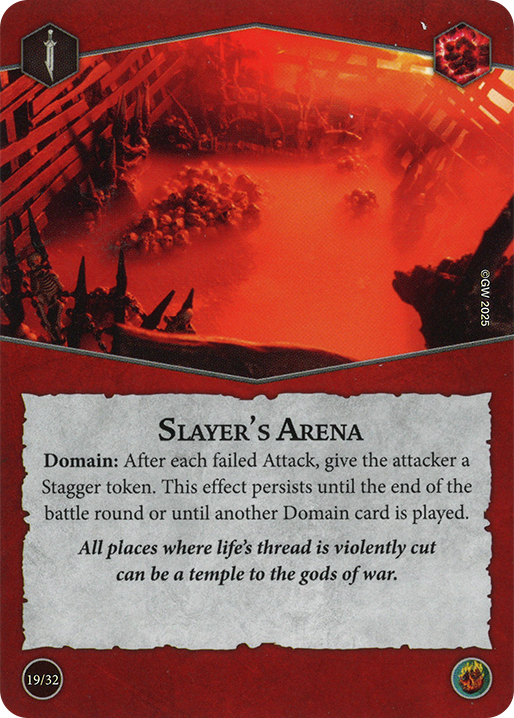 ©GW 2025
Slayer's Arena
Domain: After each failed Attack, give the attacker a
Stagger token. This effect persists until the end of the
battle round or until another Domain card is played.
All places where life's thread is violently cut
can be a temple to the gods of war.
19/32